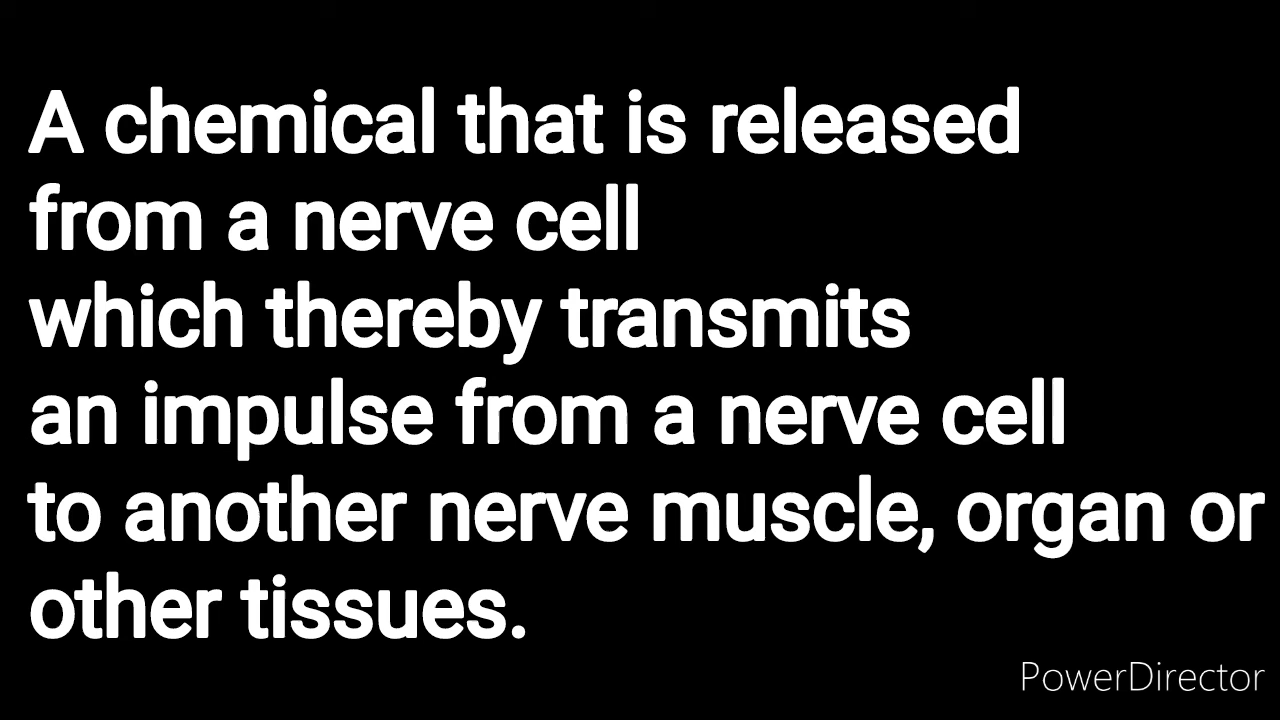 A chemical that is released
from a nerve cell
which thereby transmits
an impulse from a nerve cell
to another nerve muscle, organ or
other tissues.
PowerDirector